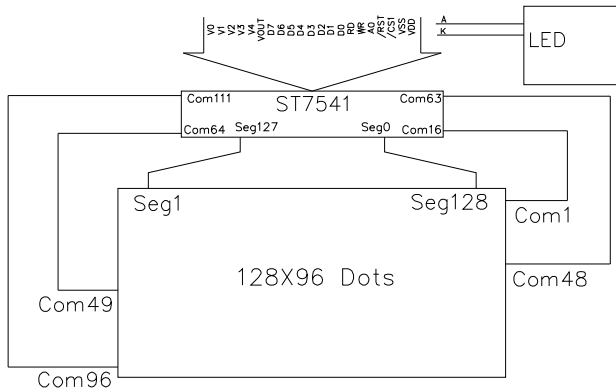 V0 V1 V2 V3 V4 VOUT D7 D6 D5 D4 D3 D2 D1 D0 RD WR A0 /RST /CS1 VSS VDD
A
K
LED
Com111 Com63
ST7541
Com64 Seg127 Seg0 Com16
Seg1 Seg128
Com1
128X96 Dots
Com48
Com49
Com96